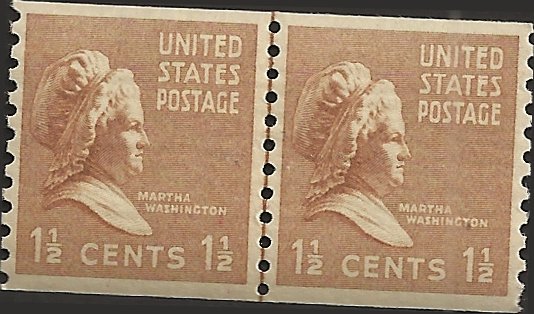 UNITED
STATES
POSTAGE
MARTHA
WASHINGTON
1½ CENTS 1½
UNITED
STATES
POSTAGE
MARTHA
WASHINGTON
1½ CENTS 1½